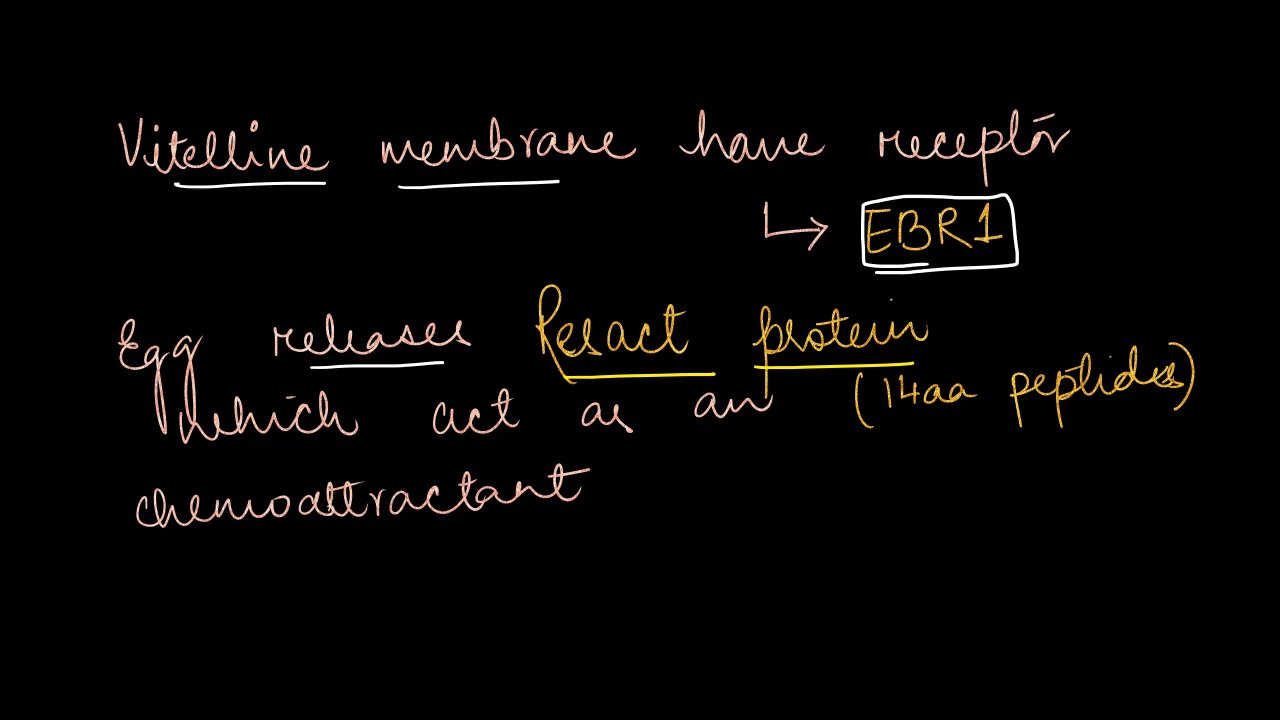 Vitelline membrane have receptor
↳ EBR1
Egg releases Resact protein
(14aa peptides)
which act as an
chemoattractant